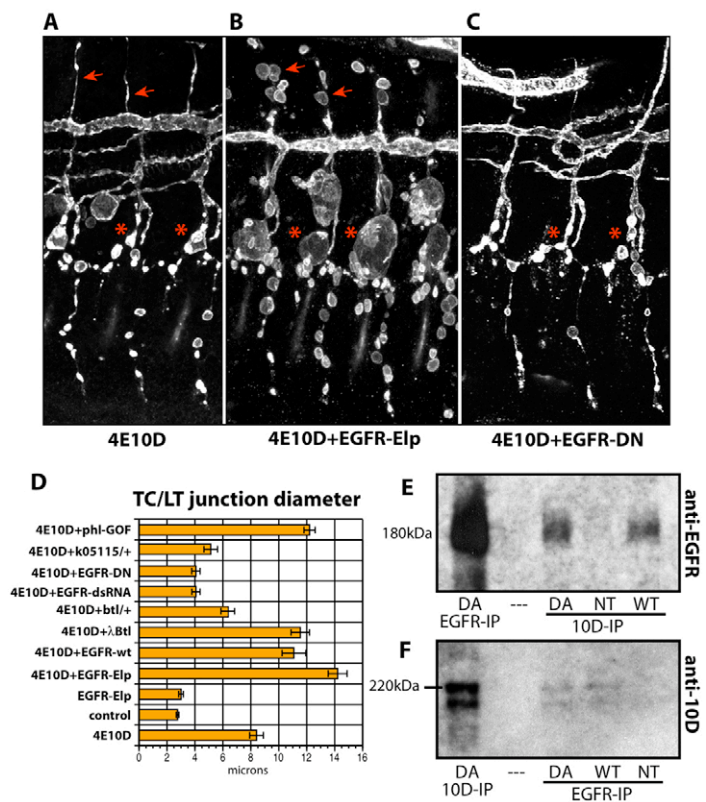 A
B
C
*
*
*
*
*
*
4E10D
4E10D+EGFR-Elp
4E10D+EGFR-DN
D
TC/LT junction diameter
4E10D+phl-GOF
4E10D+k05115/+
4E10D+EGFR-DN
4E10D+EGFR-dsRNA
4E10D+btl/+
4E10D+λBtl
4E10D+EGFR-wt
4E10D+EGFR-Elp
EGFR-Elp
control
4E10D
0 2 4 6 8 10 12 14 16
microns
E
180kDa
anti-EGFR
DA --- DA NT WT
EGFR-IP 10D-IP
F
220kDa
anti-10D
DA --- DA WT NT
10D-IP EGFR-IP